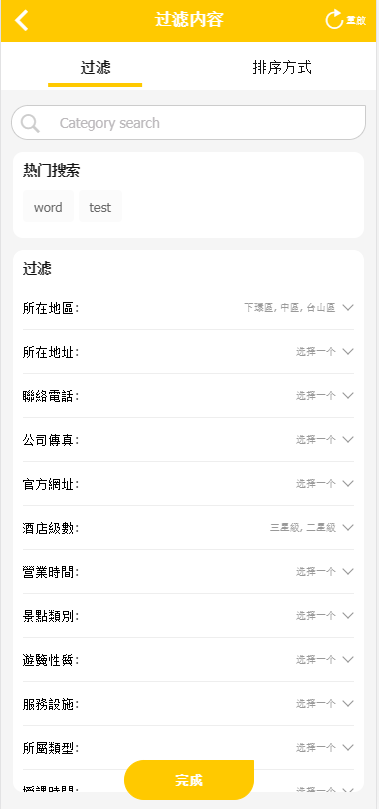 过滤内容
重設
过滤
排序方式
Category search
热门搜索
word
test
过滤
所在地區:
下環區, 中區, 台山區
所在地址:
选择一个
聯絡電話:
选择一个
公司傳真:
选择一个
官方網址:
选择一个
酒店級數:
三星級, 二星級
營業時間:
选择一个
景點類別:
选择一个
遊覽性質:
选择一个
服務設施:
选择一个
所屬類型:
选择一个
授課時間:
选择一个
完成